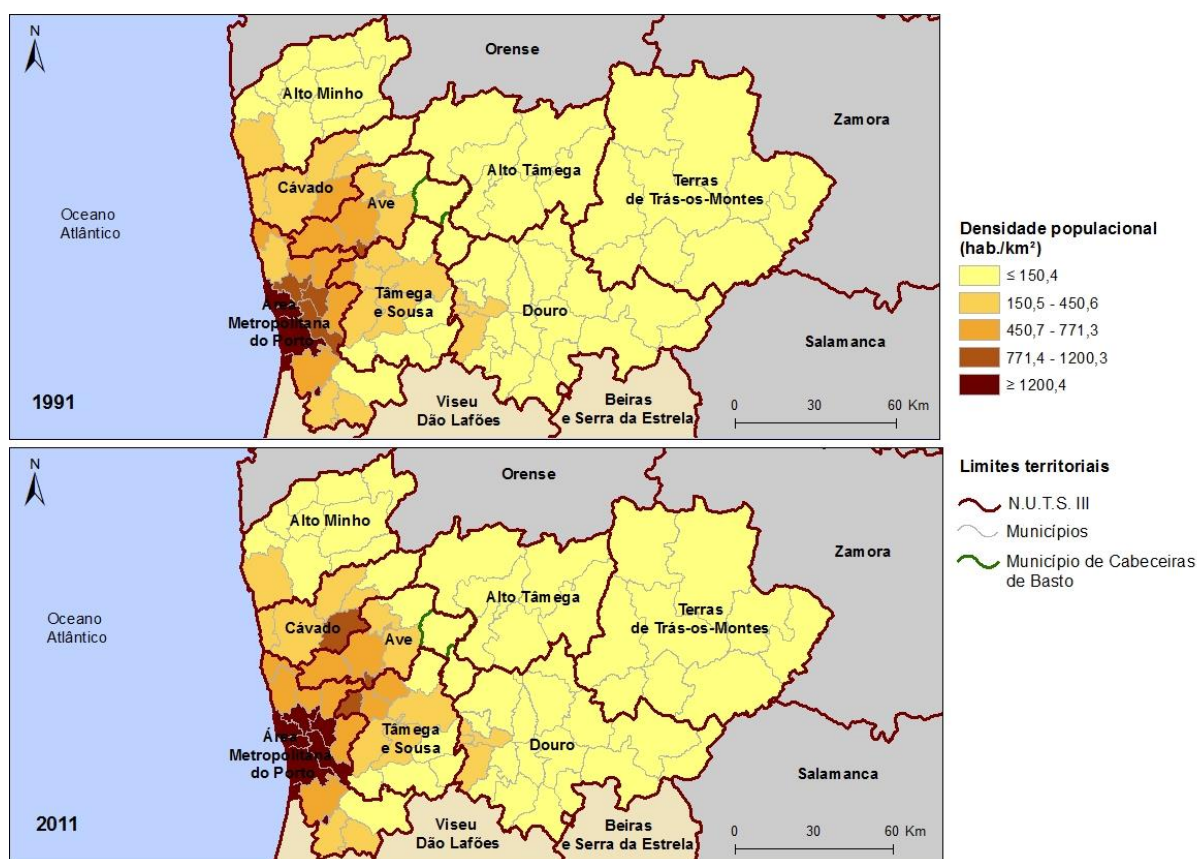 N
Orense
Alto Minho
Zamora
Alto Tâmega
Terras
de Trás-os-Montes
Cávado
Ave
Oceano
Atlântico
Tâmega
e Sousa
Douro
Área
Metropolitana
do Porto
Salamanca
Viseu
Dão Lafões
Beiras
e Serra da Estrela
0 30 60 Km
1991
Densidade populacional
(hab./km²)
≤ 150,4
150,5 - 450,6
450,7 - 771,3
771,4 - 1200,3
≥ 1200,4
Limites territoriais
N.U.T.S. III
Municípios
Município de Cabeceiras
de Basto
N
Orense
Alto Minho
Zamora
Alto Tâmega
Terras
de Trás-os-Montes
Oceano
Atlântico
Cávado
Ave
Tâmega
e Sousa
Douro
Área
Metropolitana
do Porto
Salamanca
Viseu
Dão Lafões
Beiras
e Serra da Estrela
0 30 60 Km
2011